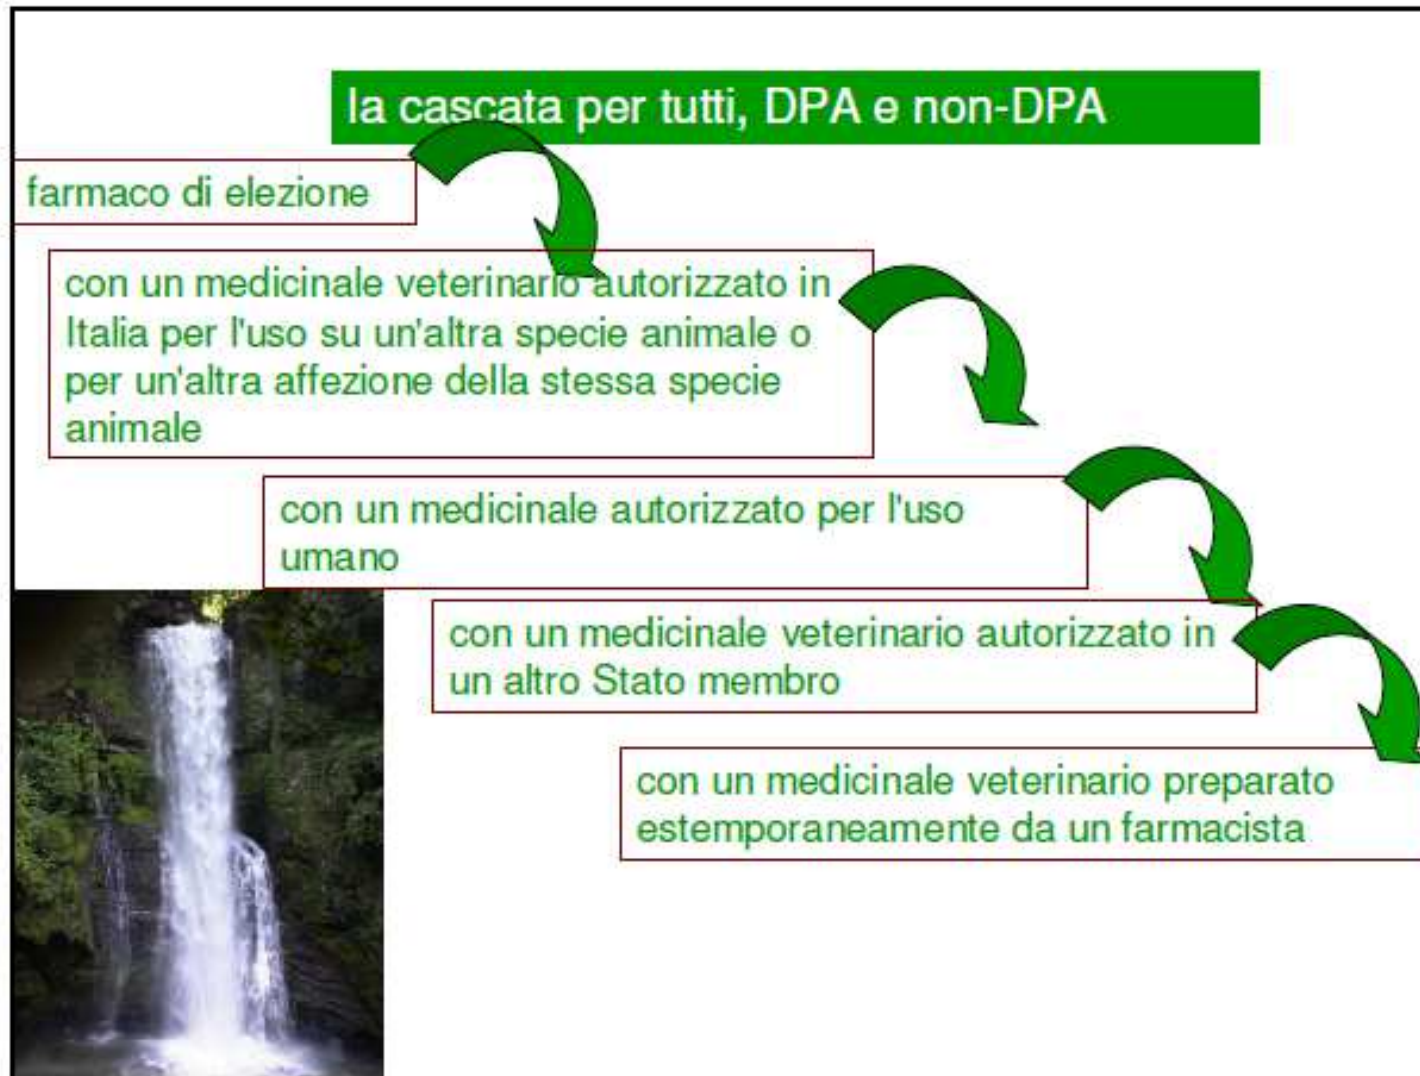 la cascata per tutti, DPA e non-DPA
farmaco di elezione
con un medicinale veterinario autorizzato in
Italia per l'uso su un'altra specie animale o
per un'altra affezione della stessa specie
animale
con un medicinale autorizzato per l'uso
umano
con un medicinale veterinario autorizzato in
un altro Stato membro
con un medicinale veterinario preparato
estemporaneamente da un farmacista